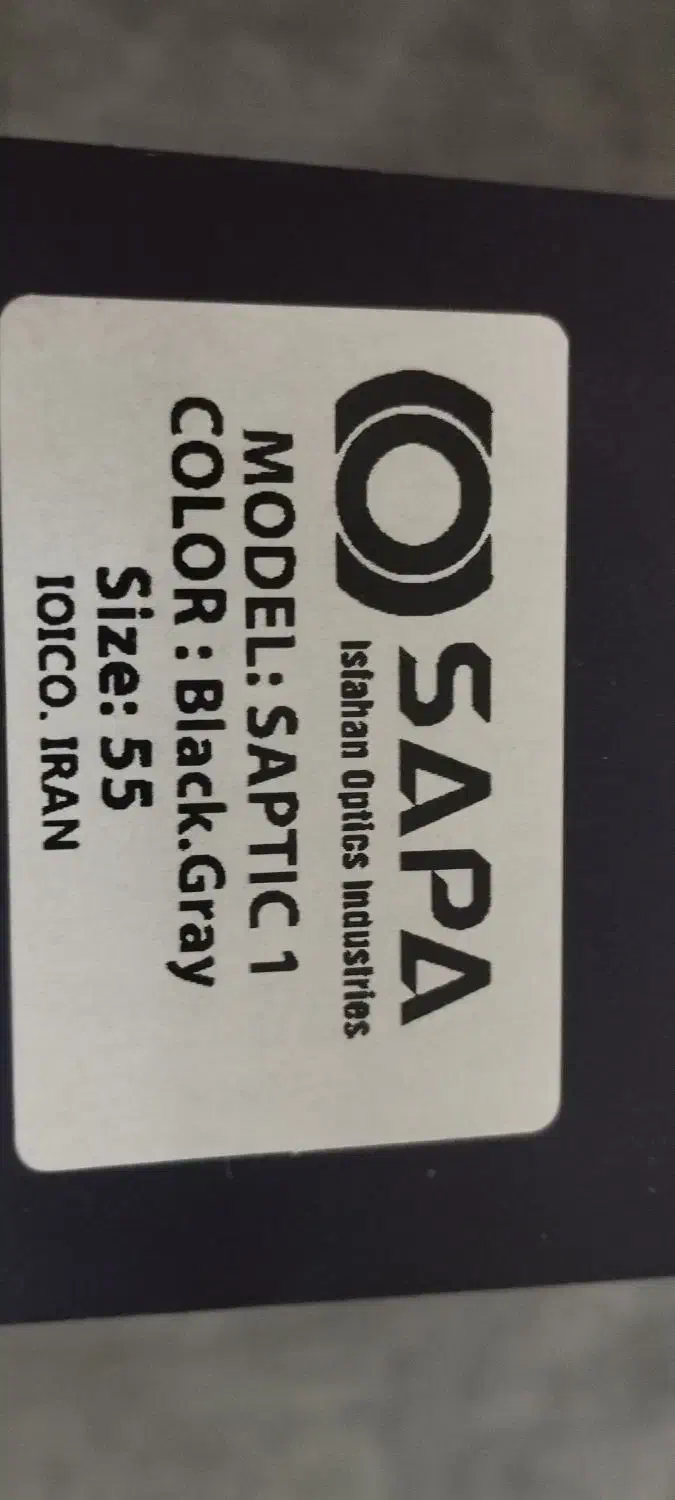 SAPA
Isfahan Optics Industries
MODEL: SAPTIC 1
COLOR : Black.Gray
Size: 55
IOICO. IRAN